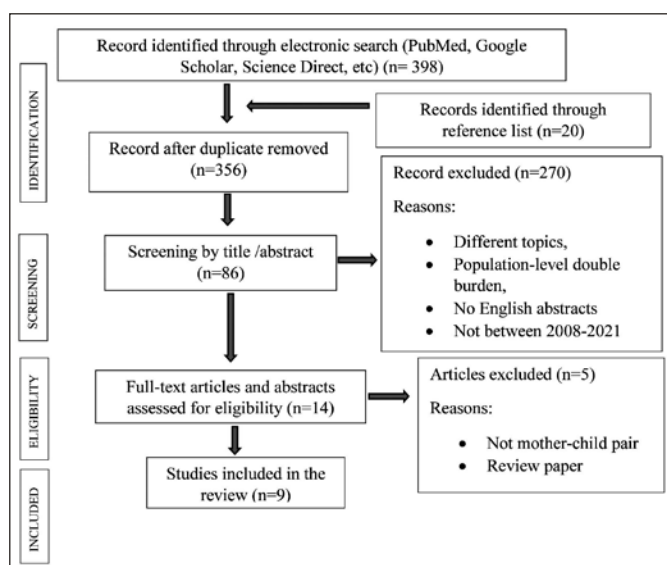 Record identified through electronic search (PubMed, Google
Scholar, Science Direct, etc) (n= 398)
IDENTIFICATION
Records identified through
reference list (n=20)
Record after duplicate removed
(n=356)
Record excluded (n=270)
Reasons:
• Different topics,
• Population-level double
burden,
• No English abstracts
• Not between 2008-2021
SCREENING
Screening by title /abstract
(n=86)
ELIGIBILITY
Full-text articles and abstracts
assessed for eligibility (n=14)
Articles excluded (n=5)
Reasons:
• Not mother-child pair
• Review paper
INCLUDED
Studies included in the
review (n=9)